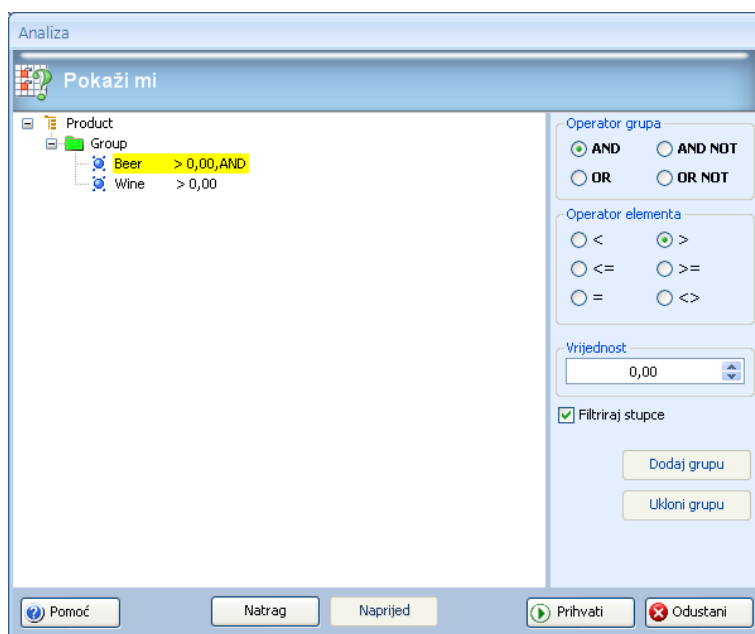 Analiza
Pokaži mi
Product
Group
Beer > 0,00,AND
Wine > 0,00
Operator grupa
AND AND NOT
OR OR NOT
Operator elementa
< >
<= >=
= <>
Vrijednost
0,00
Filtriraj stupce
Dodaj grupu
Ukloni grupu
Pomoć Natrag Naprijed Prihvati Odustani